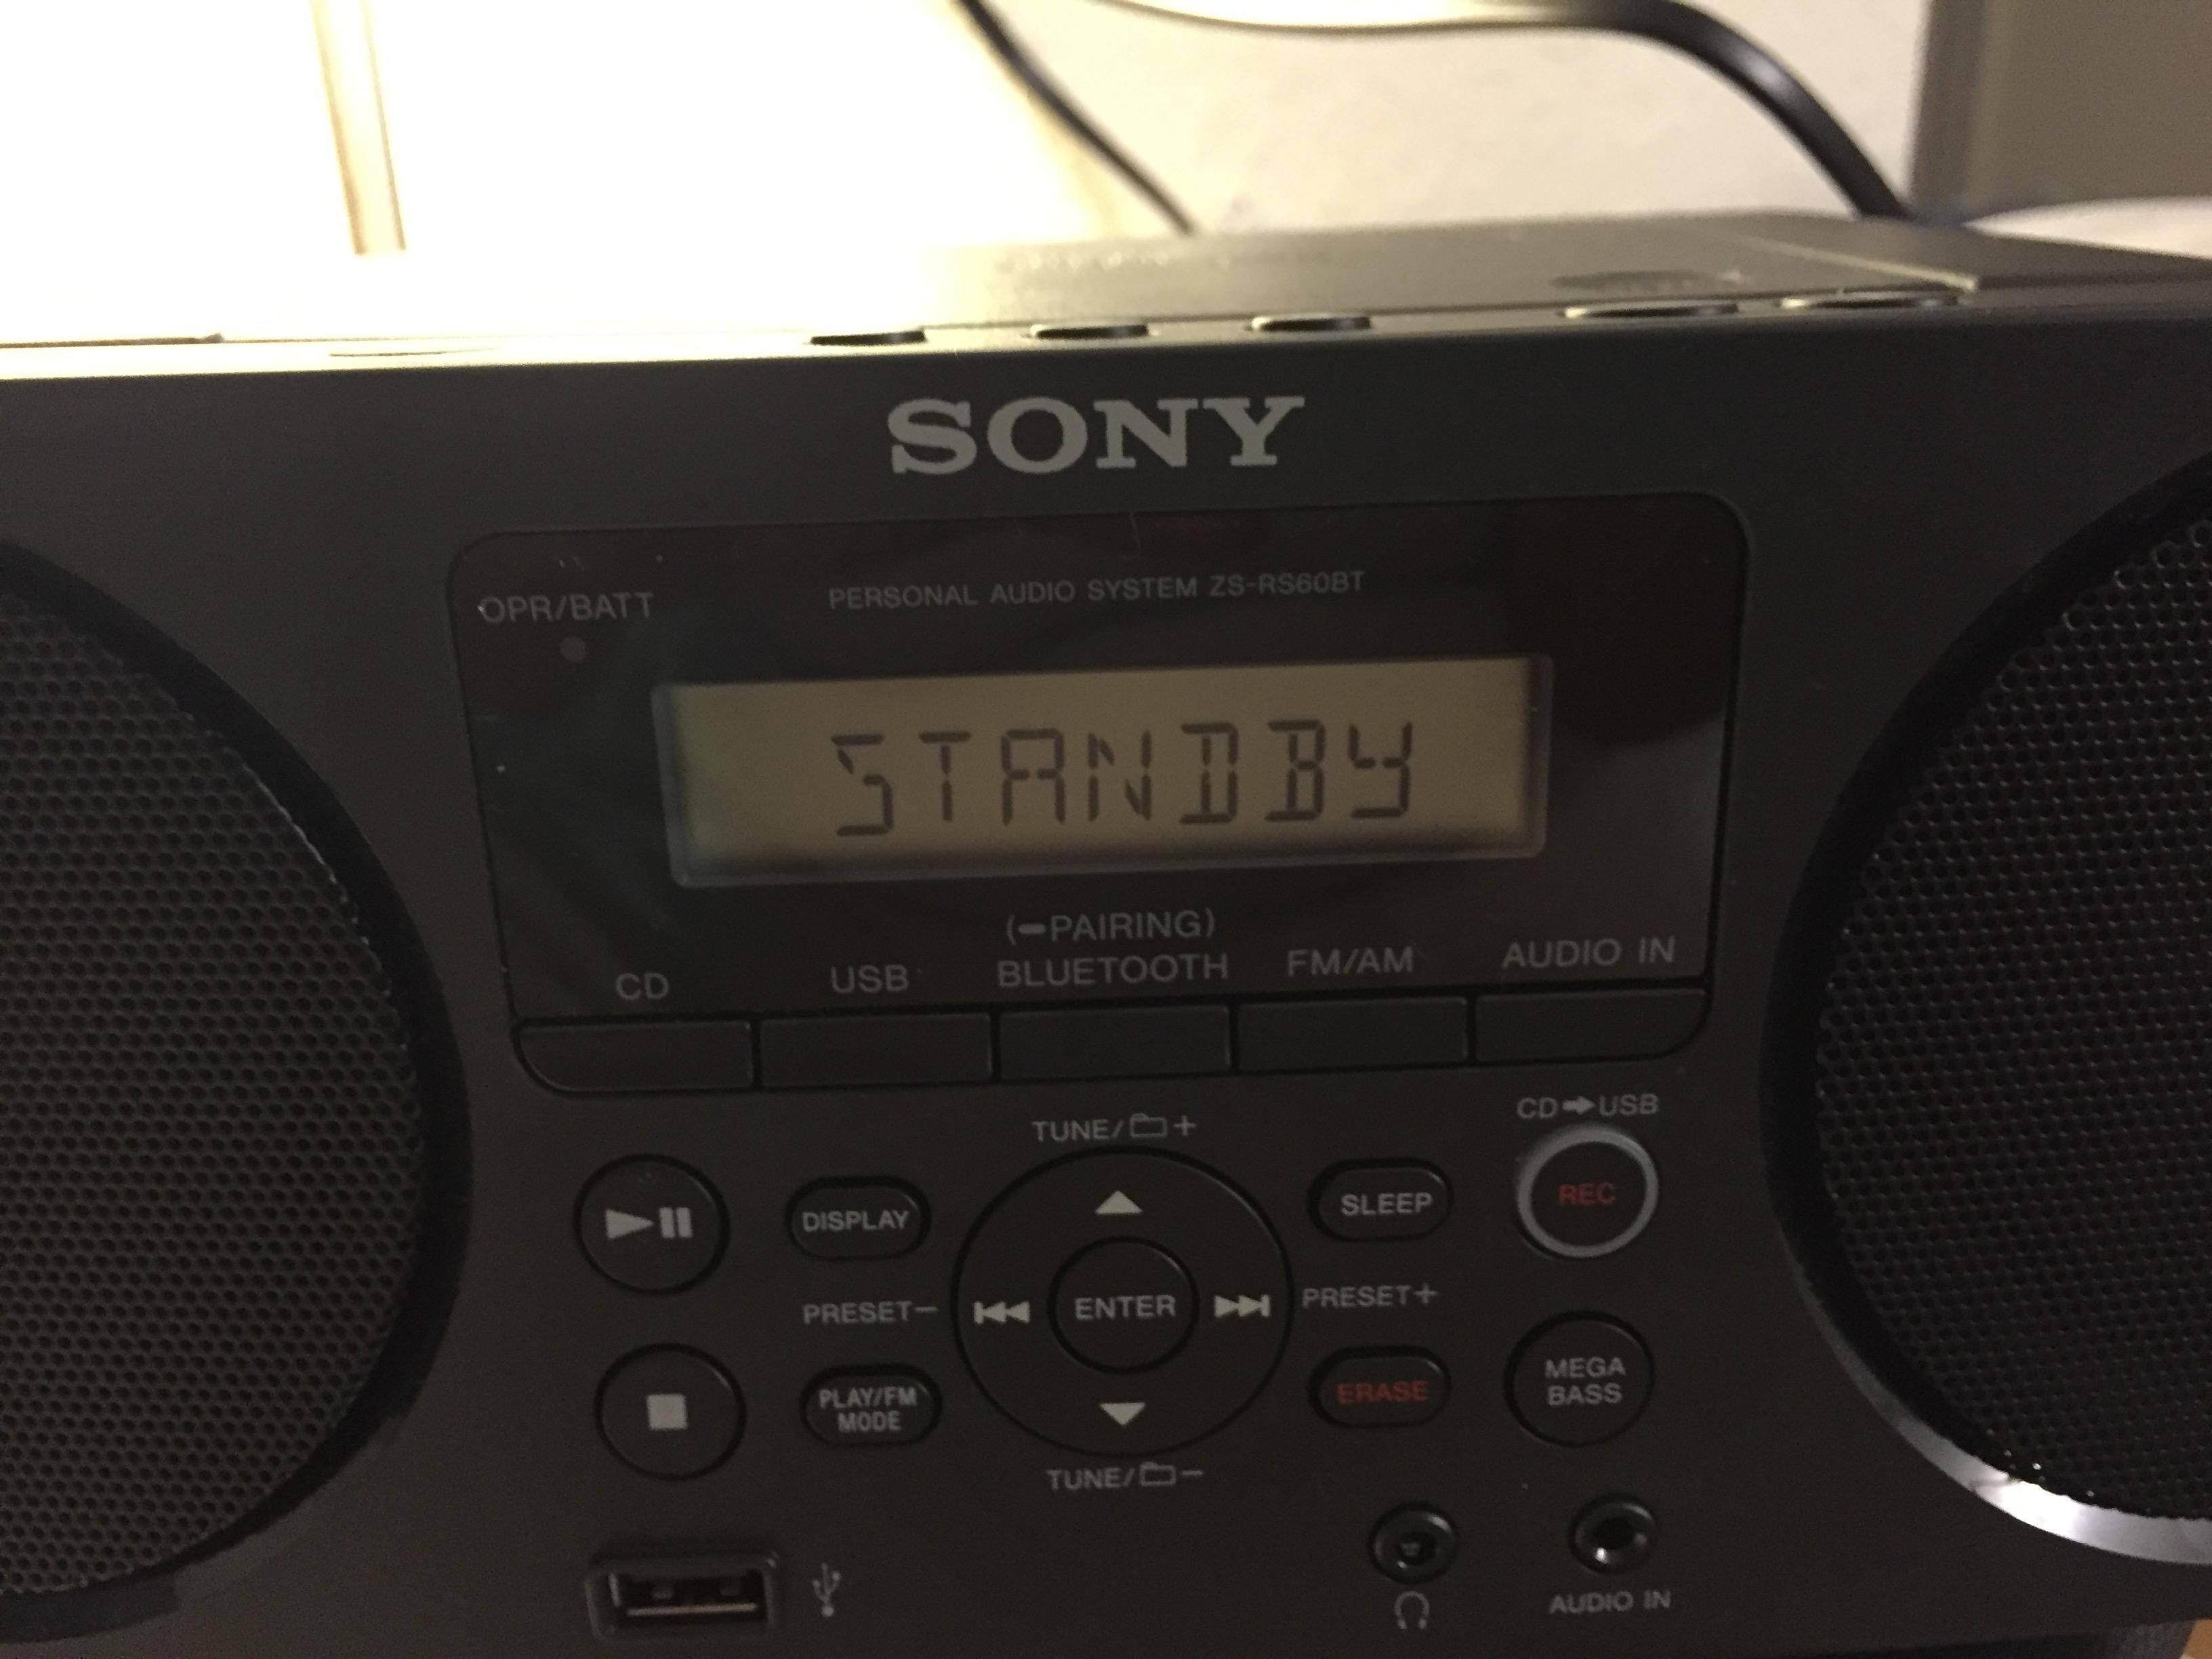 SONY
OPR/BATT
PERSONAL AUDIO SYSTEM ZS-RS60BT
STANDBY
(PAIRING)
CD USB BLUETOOTH FM/AM AUDIO IN
TUNE/ +
CD➡USB
DISPLAY
SLEEP
REC
PRESET−
ENTER
PRESET+
PLAY/FM
MODE
ERASE
MEGA
BASS
TUNE/ −
AUDIO IN